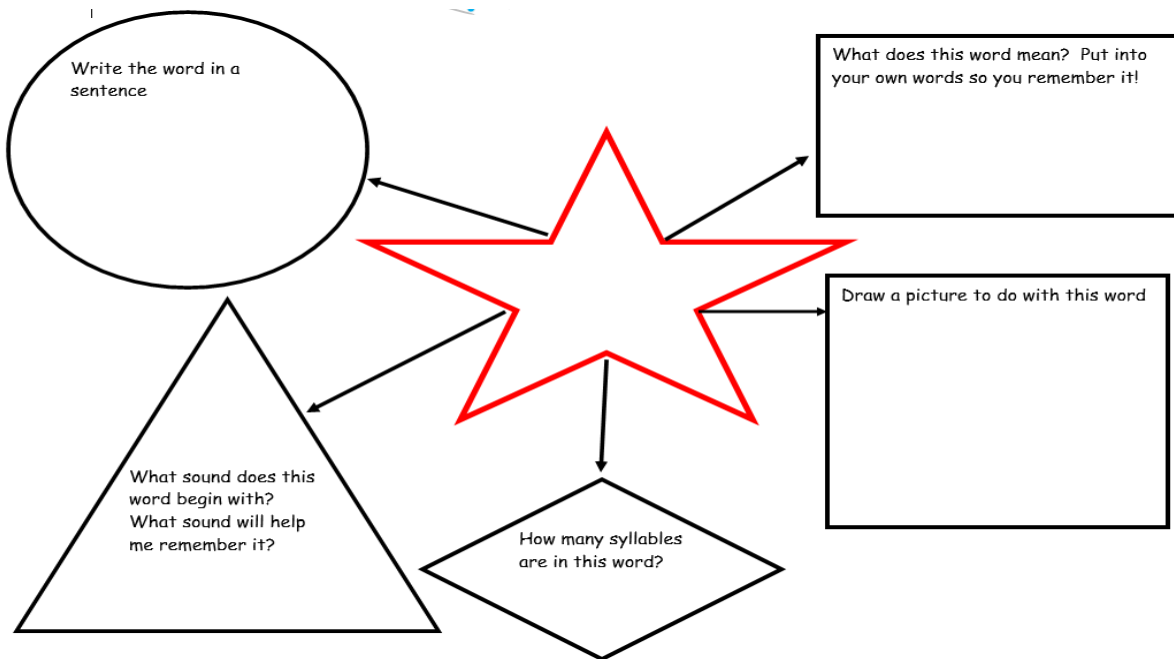 Write the word in a
sentence
What does this word mean?  Put into
your own words so you remember it!
Draw a picture to do with this word
What sound does this
word begin with?
What sound will help
me remember it?
How many syllables
are in this word?